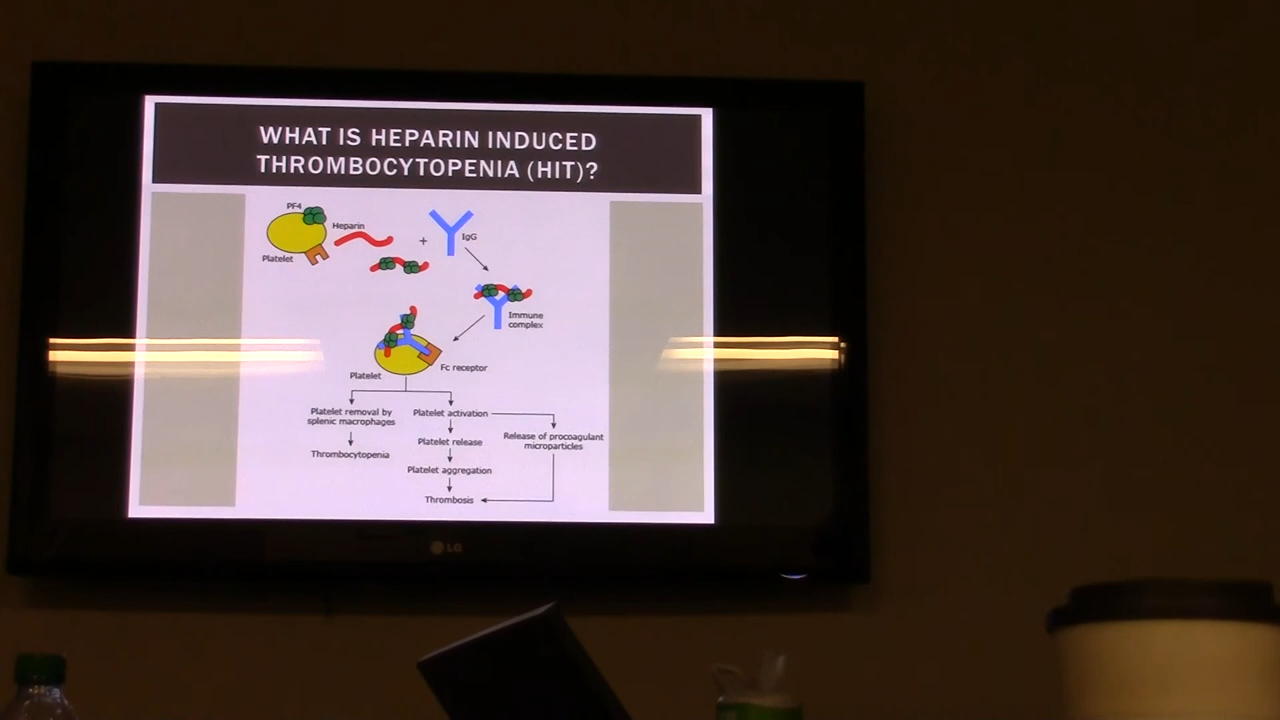 WHAT IS HEPARIN INDUCED
THROMBOCYTOPENIA (HIT)?
PF4
Heparin
Platelet
+
IgG
Immune
complex
Fc receptor
Platelet
Platelet removal by
splenic macrophages
Thrombocytopenia
Platelet activation
Platelet release
Platelet aggregation
Thrombosis
Release of procoagulant
microparticles
LG